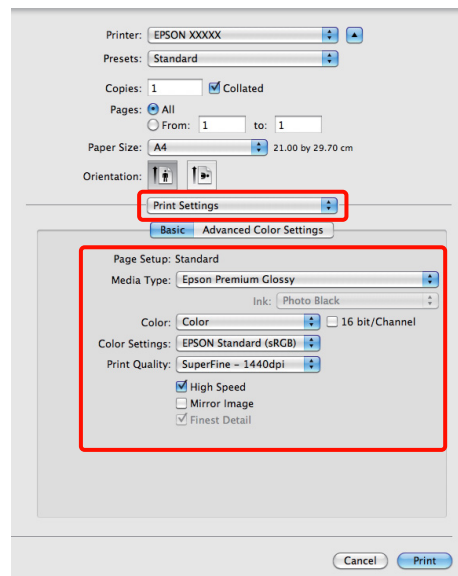 Printer: EPSON XXXXX
Presets: Standard
Copies: 1 Collated
Pages: All
From: 1 to: 1
Paper Size: A4 21.00 by 29.70 cm
Orientation:
Print Settings
Basic Advanced Color Settings
Page Setup: Standard
Media Type: Epson Premium Glossy
Ink: Photo Black
Color: Color 16 bit/Channel
Color Settings: EPSON Standard (sRGB)
Print Quality: SuperFine – 1440dpi
High Speed
Mirror Image
Finest Detail
Cancel Print